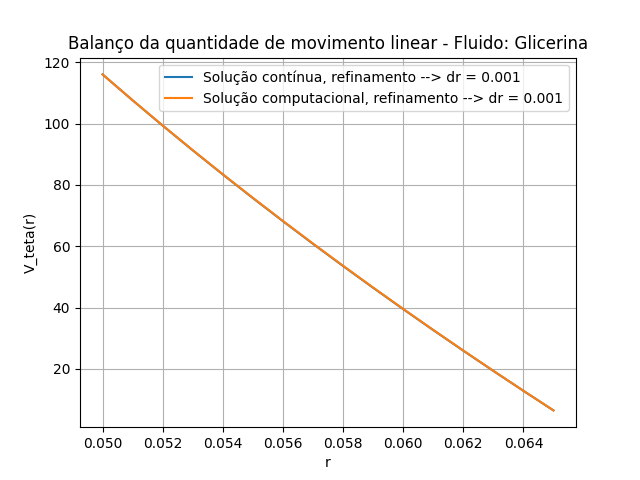 Balanço da quantidade de movimento linear - Fluido: Glicerina
Solução contínua, refinamento --> dr = 0.001
Solução computacional, refinamento --> dr = 0.001
V_teta(r)
120
100
80
60
40
20
0.050 0.052 0.054 0.056 0.058 0.060 0.062 0.064
r